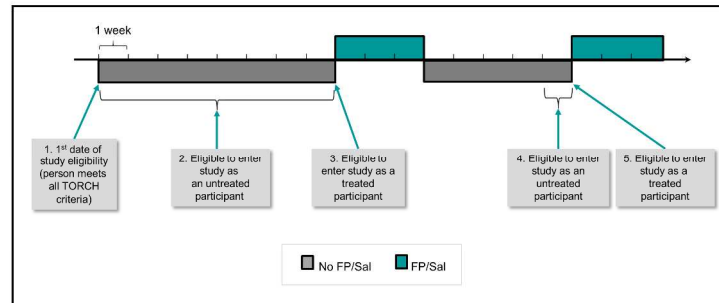 1 week
1. 1st date of
study eligibility
(person meets
all TORCH
criteria)
2. Eligible to enter
study as
an untreated
participant
3. Eligible to
enter study as a
treated
participant
4. Eligible to enter
study as an
untreated
participant
5. Eligible to enter
study as a
treated
participant
No FP/Sal
FP/Sal